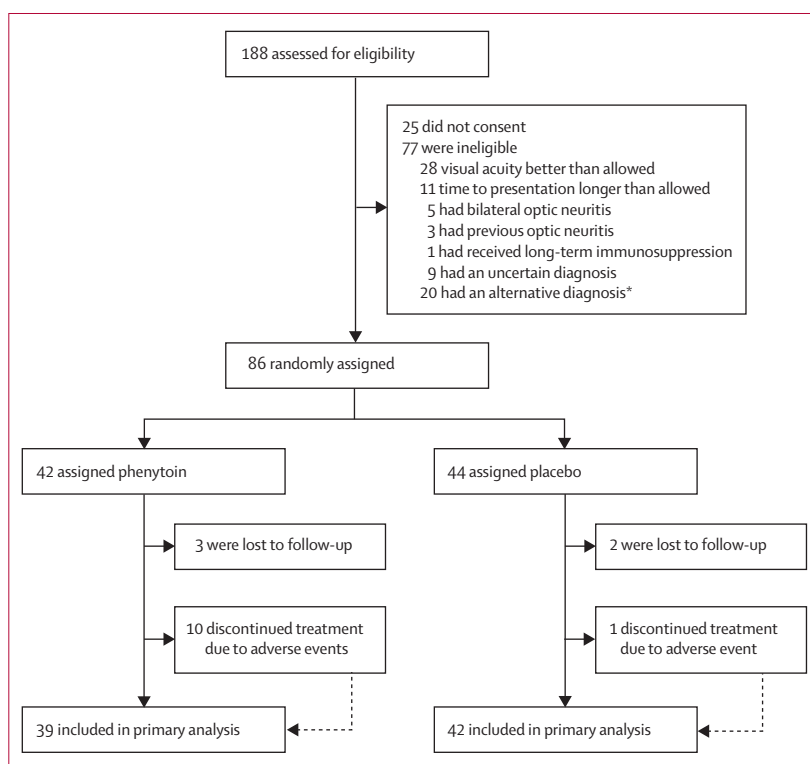 188 assessed for eligibility
25 did not consent
77 were ineligible
28 visual acuity better than allowed
11 time to presentation longer than allowed
5 had bilateral optic neuritis
3 had previous optic neuritis
1 had received long-term immunosuppression
9 had an uncertain diagnosis
20 had an alternative diagnosis*
86 randomly assigned
42 assigned phenytoin
44 assigned placebo
3 were lost to follow-up
2 were lost to follow-up
10 discontinued treatment
due to adverse events
1 discontinued treatment
due to adverse event
39 included in primary analysis
42 included in primary analysis